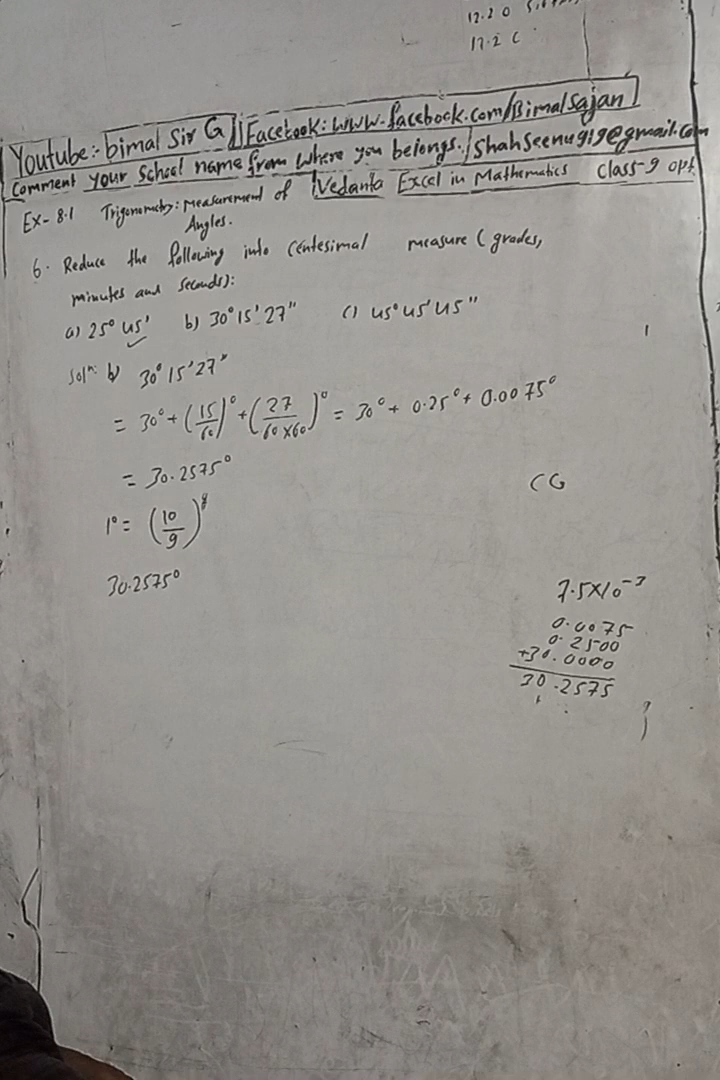 12.20
17.2 C
Youtube:- bimal Sir G || Facebook: www.facebook.com/Bimalsajan
Comment your School name from where you belongs. / shahseenu919@gmail.com
Ex- 8.1 Trigonometry: Measurement of Vedanta Excel in Mathematics Class-9 opt
Angles.
6. Reduce the following into Centesimal measure (grades,
minutes and seconds):
a) 25° 45' b) 30° 15' 27" c) 45° 45' 45"
Solⁿ: b) 30° 15' 27"
= 30° + (15/60)° + (27/60×60)° = 30° + 0.25° + 0.0075°
= 30.2575°
CG
1° = (10/9)ᵍ
30.2575°
7.5×10⁻³
0.0075
0.2500
+30.0000
30.2575